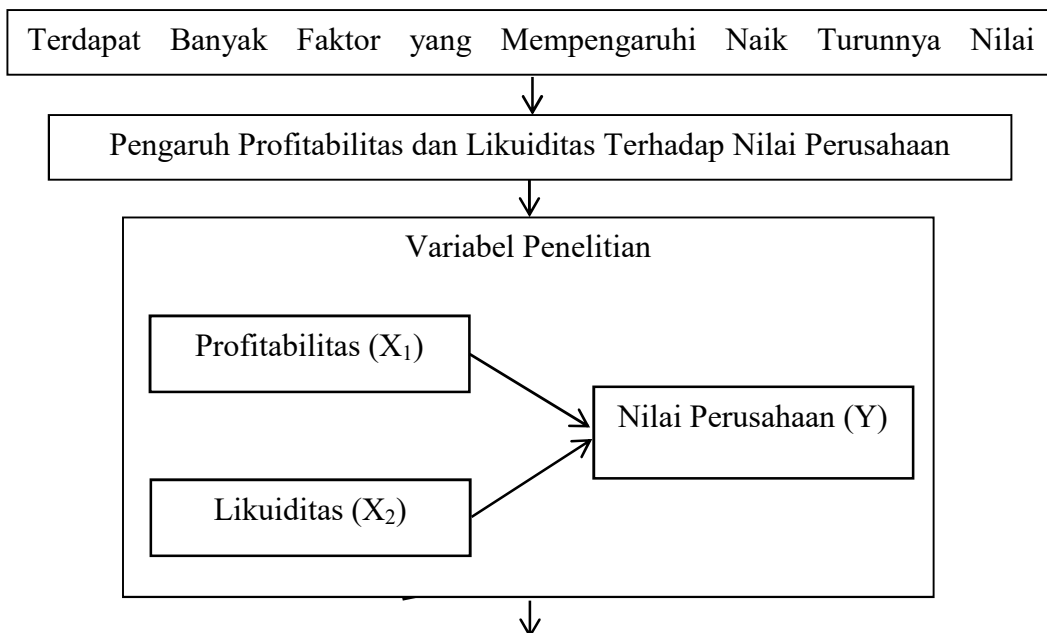 Terdapat Banyak Faktor yang Mempengaruhi Naik Turunnya Nilai
Pengaruh Profitabilitas dan Likuiditas Terhadap Nilai Perusahaan
Variabel Penelitian
Profitabilitas (X₁)
Nilai Perusahaan (Y)
Likuiditas (X₂)